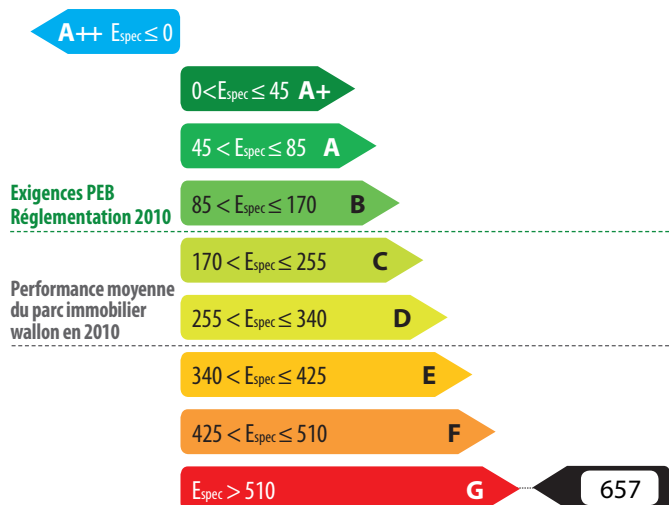 A++ Espec ≤ 0
0<Espec ≤ 45 A+
45 < Espec ≤ 85 A
Exigences PEB
Réglementation 2010
85 < Espec ≤ 170 B
170 < Espec ≤ 255 C
Performance moyenne
du parc immobilier
wallon en 2010
255 < Espec ≤ 340 D
340 < Espec ≤ 425 E
425 < Espec ≤ 510 F
Espec > 510 G
657